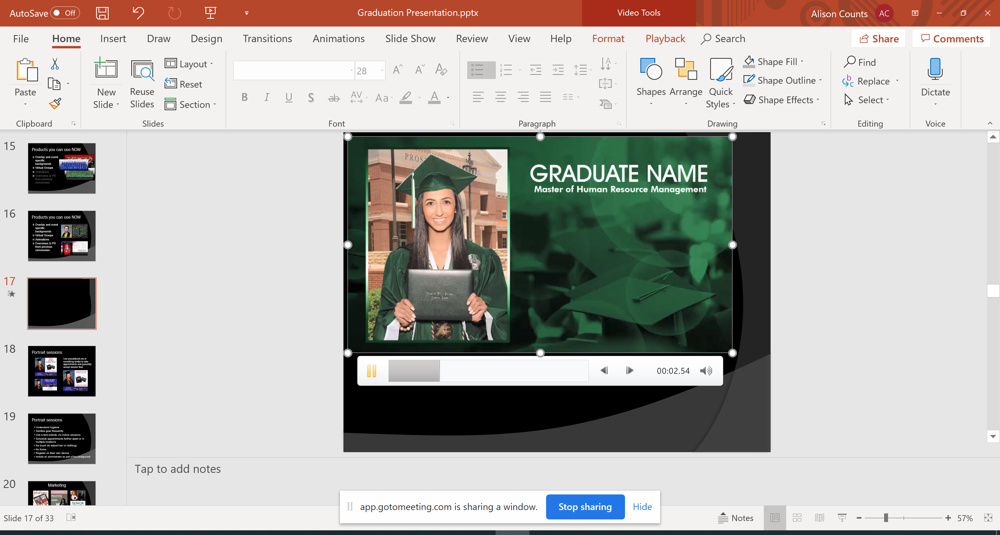 AutoSave Off
Graduation Presentation.pptx
Video Tools
Alison Counts AC
File Home Insert Draw Design Transitions Animations Slide Show Review View Help Format Playback Search
Share Comments
Paste
New
Slide
Reuse
Slides
Layout
Reset
Section
28
Shapes
Arrange
Quick
Styles
Shape Fill
Shape Outline
Shape Effects
Find
Replace
Select
Dictate
Clipboard
Slides
Font
Paragraph
Drawing
Editing
Voice
15
Products you can use NOW
Overlay and event
specific
backgrounds
Virtual Groups
Animations
Overviews & PR
from previous
ceremonies
16
Products you can use NOW
Overlay and event
specific
backgrounds
Virtual Groups
Animations
Overviews & PR
from previous
ceremonies
UCO
17
18
Portrait sessions
Use youcanbook.me or
something similar to take
appointments and (possibly)
accept session fees
19
Portrait sessions
• Understand hygiene
• Sanitize gear frequently
• Use a tent outside -no indoor sessions
• Schedule appointments further apart or in
multiple locations
• No touch (to adjust hair or clothing)
• No forms
• Register on their own device
• Include an administrator as part of the background
20
Marketing
PHOTOS
SENIOR
PROS
GRADUATE NAME
Master of Human Resource Management
00:02.54
Tap to add notes
app.gotomeeting.com is sharing a window.
Stop sharing
Hide
Slide 17 of 33
Notes
57%